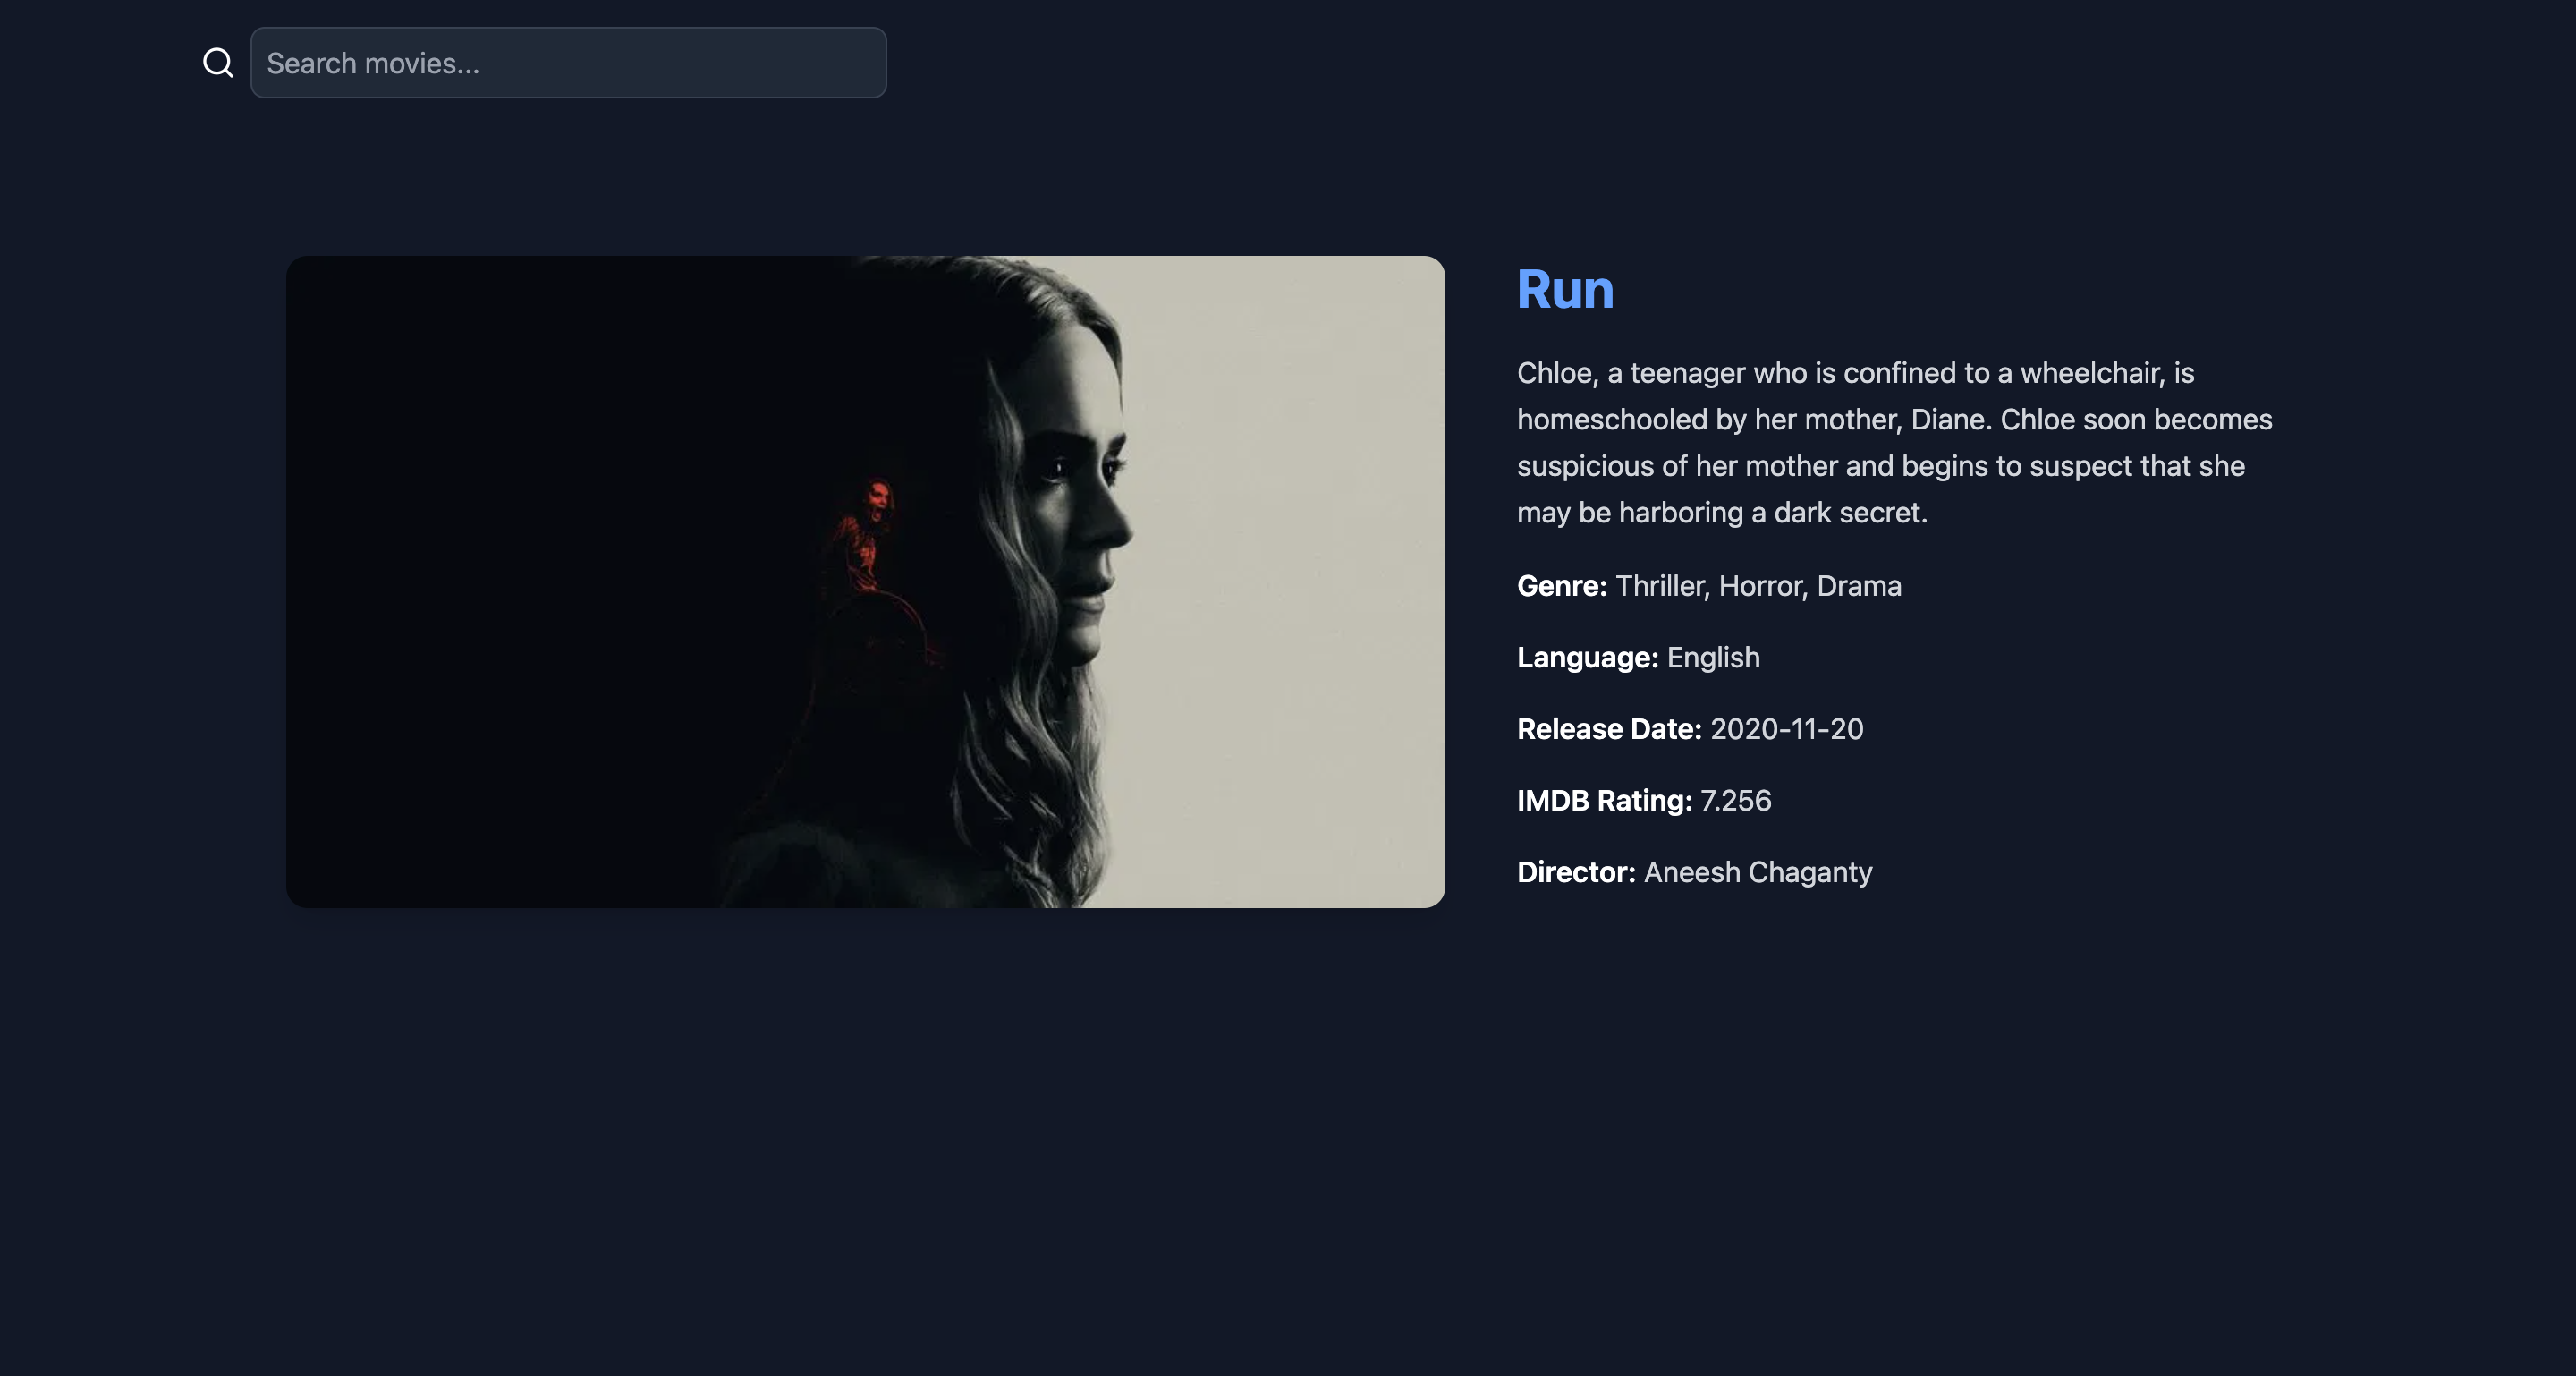 Search movies...
Run
Chloe, a teenager who is confined to a wheelchair, is
homeschooled by her mother, Diane. Chloe soon becomes
suspicious of her mother and begins to suspect that she
may be harboring a dark secret.
Genre: Thriller, Horror, Drama
Language: English
Release Date: 2020-11-20
IMDB Rating: 7.256
Director: Aneesh Chaganty